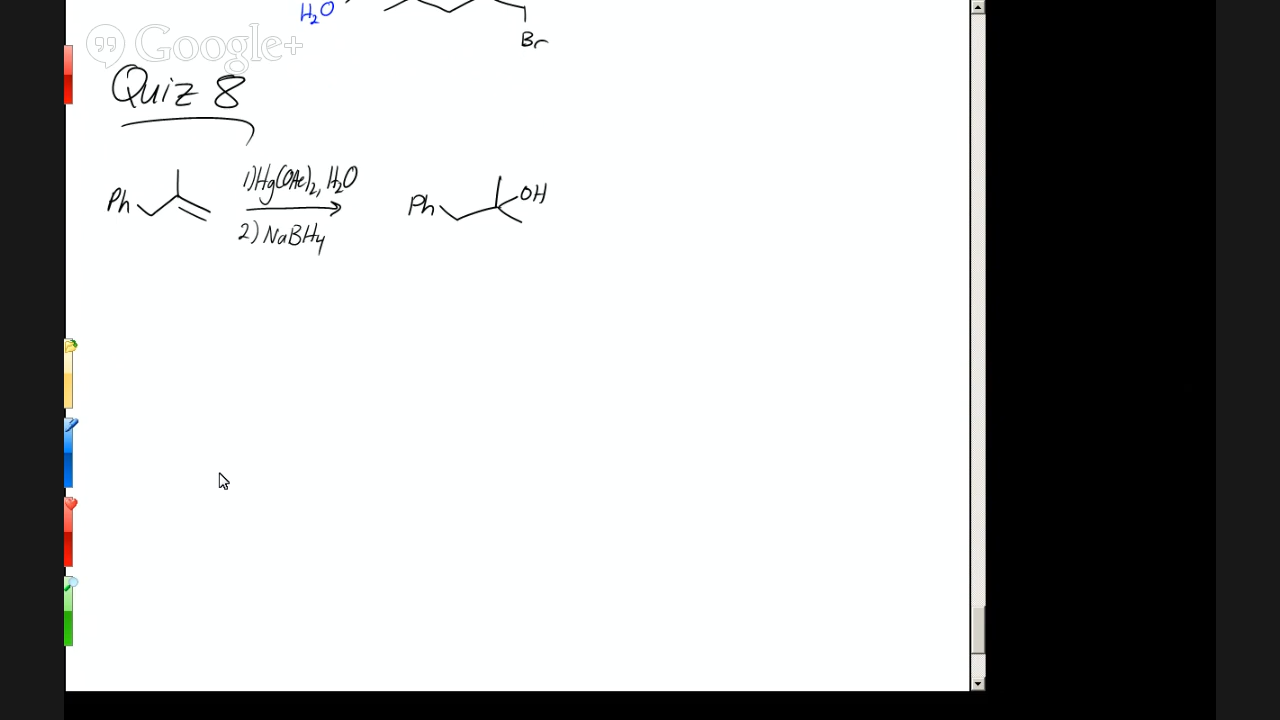 H₂O
Br
Google+
Quiz 8
1) Hg(OAc)₂, H₂O
Ph
2) NaBH₄
Ph
OH